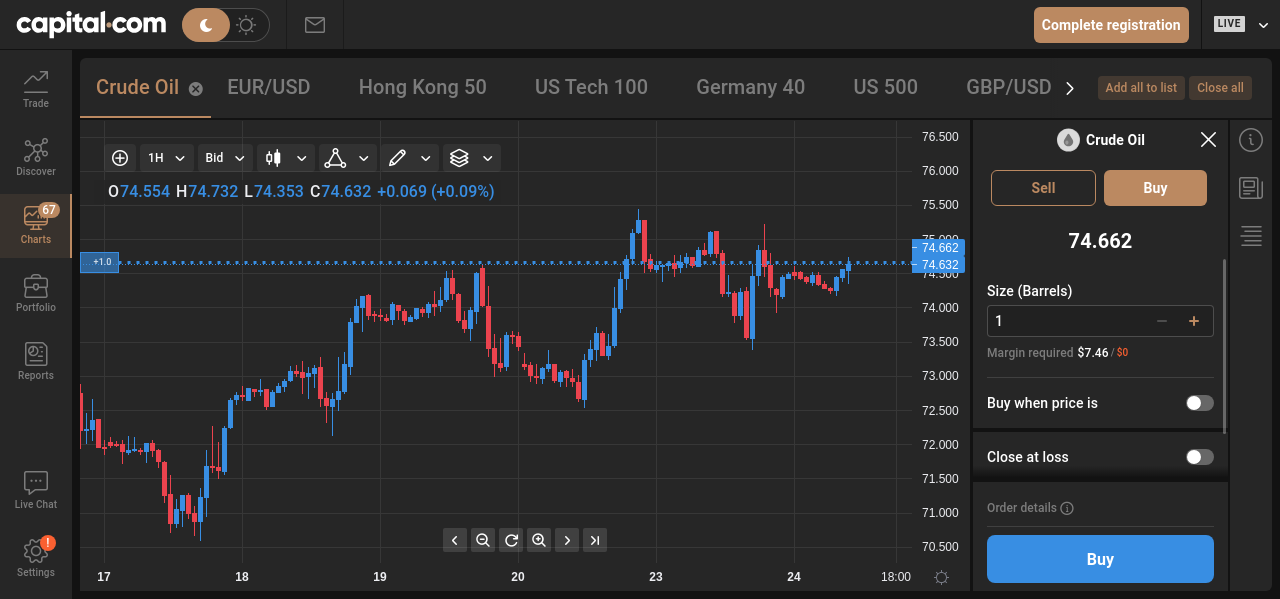 capital.com
Complete registration
LIVE
Trade
Discover
67
Charts
Portfolio
Reports
Live Chat
!
Settings
Crude Oil
EUR/USD
Hong Kong 50
US Tech 100
Germany 40
US 500
GBP/USD
Add all to list
Close all
1H
Bid
O74.554 H74.732 L74.353 C74.632 +0.069 (+0.09%)
+1.0
76.500
76.000
75.500
75.000
74.662
74.632
74.500
74.000
73.500
73.000
72.500
72.000
71.500
71.000
70.500
17
18
19
20
23
24
18:00
Crude Oil
Sell
Buy
74.662
Size (Barrels)
1
Margin required $7.46 / $0
Buy when price is
Close at loss
Order details
Buy